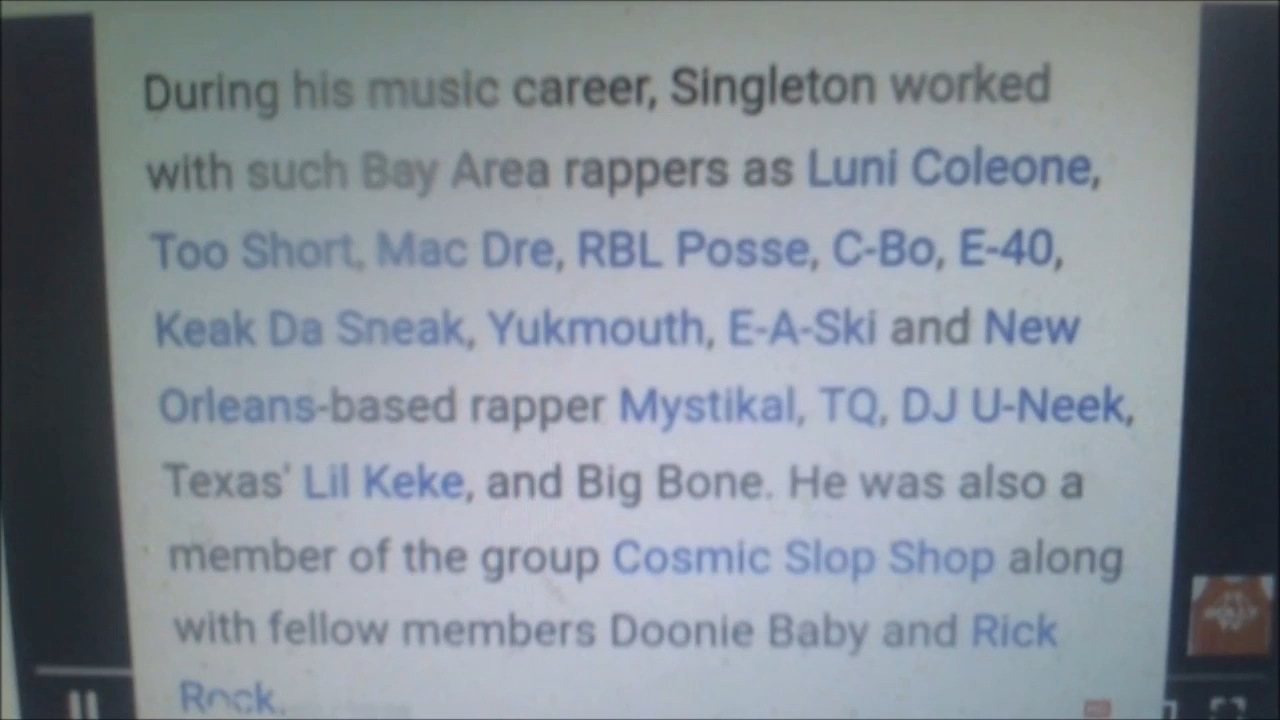 During his music career, Singleton worked
with such Bay Area rappers as Luni Coleone,
Too Short, Mac Dre, RBL Posse, C-Bo, E-40,
Keak Da Sneak, Yukmouth, E-A-Ski and New
Orleans-based rapper Mystikal, TQ, DJ U-Neek,
Texas' Lil Keke, and Big Bone. He was also a
member of the group Cosmic Slop Shop along
with fellow members Doonie Baby and Rick
Rock.